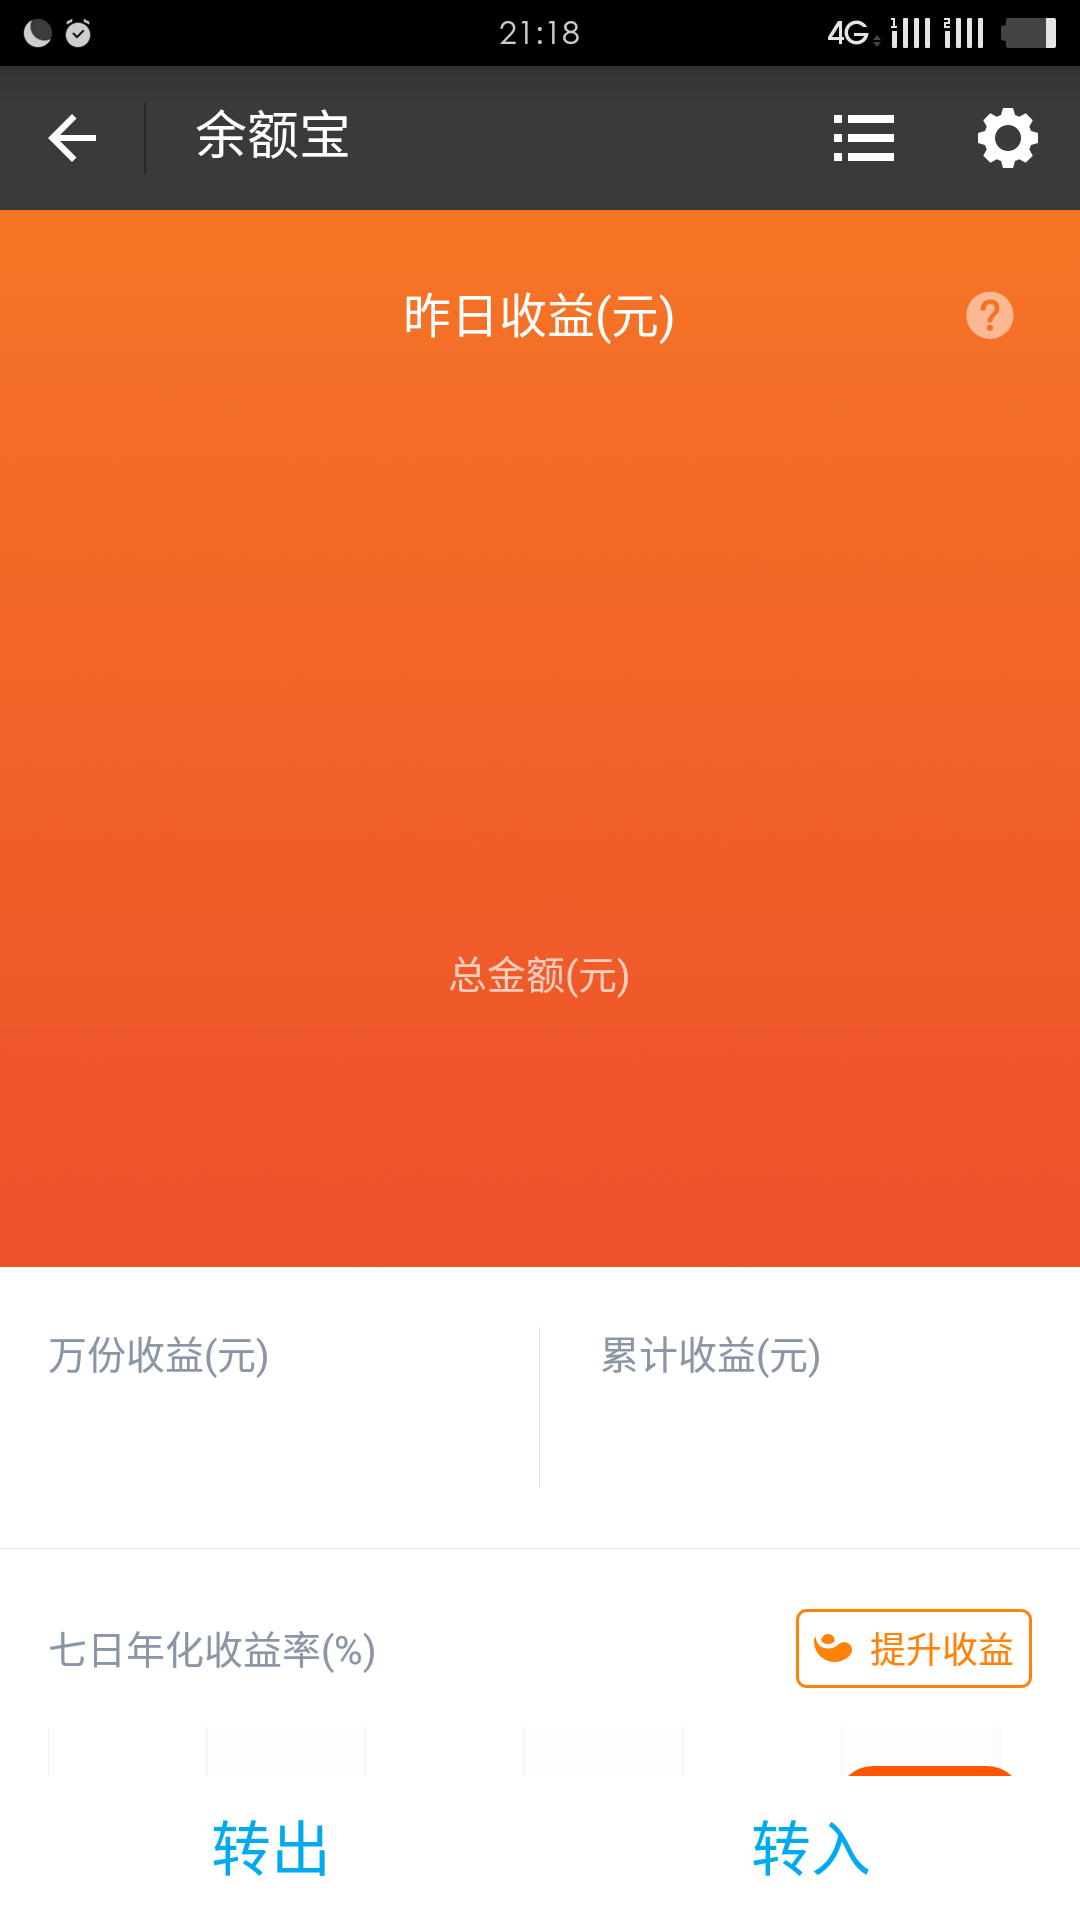 21:18
4G
1
2
余额宝
昨日收益(元)
?
总金额(元)
万份收益(元)
累计收益(元)
七日年化收益率(%)
提升收益
转出
转入